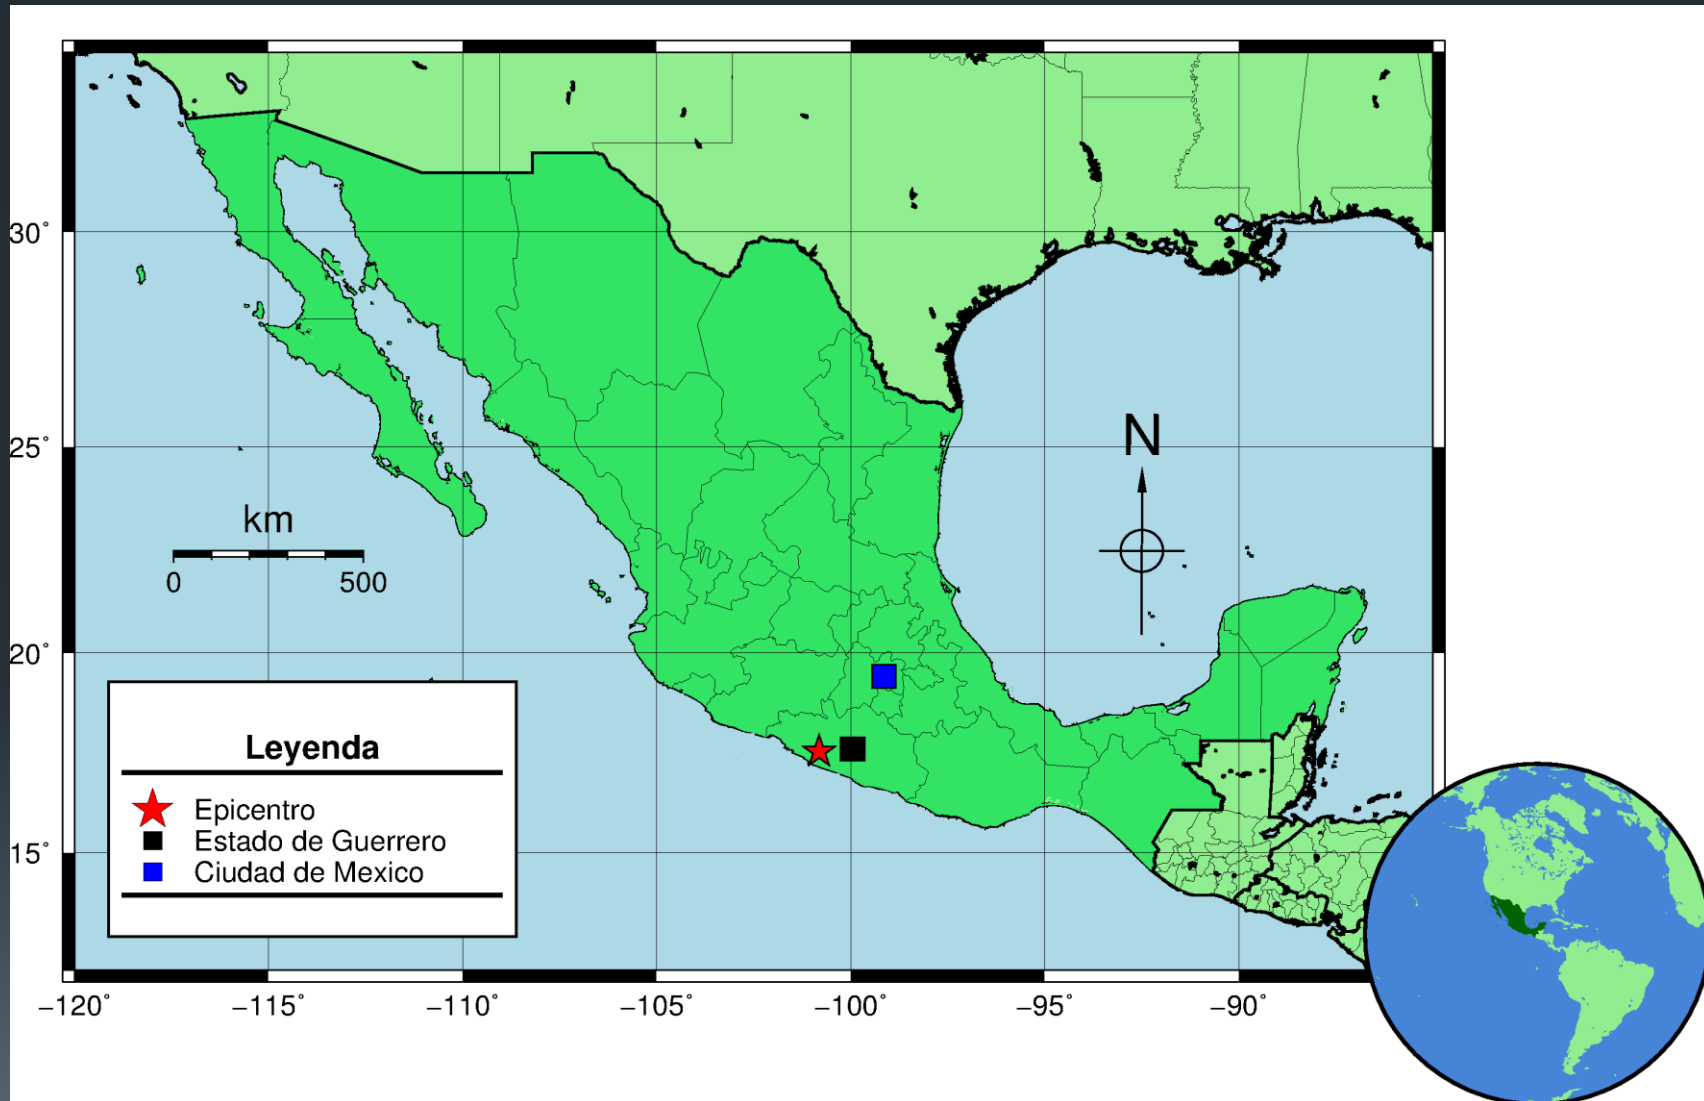 N
km
0 500
30°
25°
20°
15°
Leyenda
Epicentro
Estado de Guerrero
Ciudad de Mexico
−120° −115° −110° −105° −100° −95° −90°